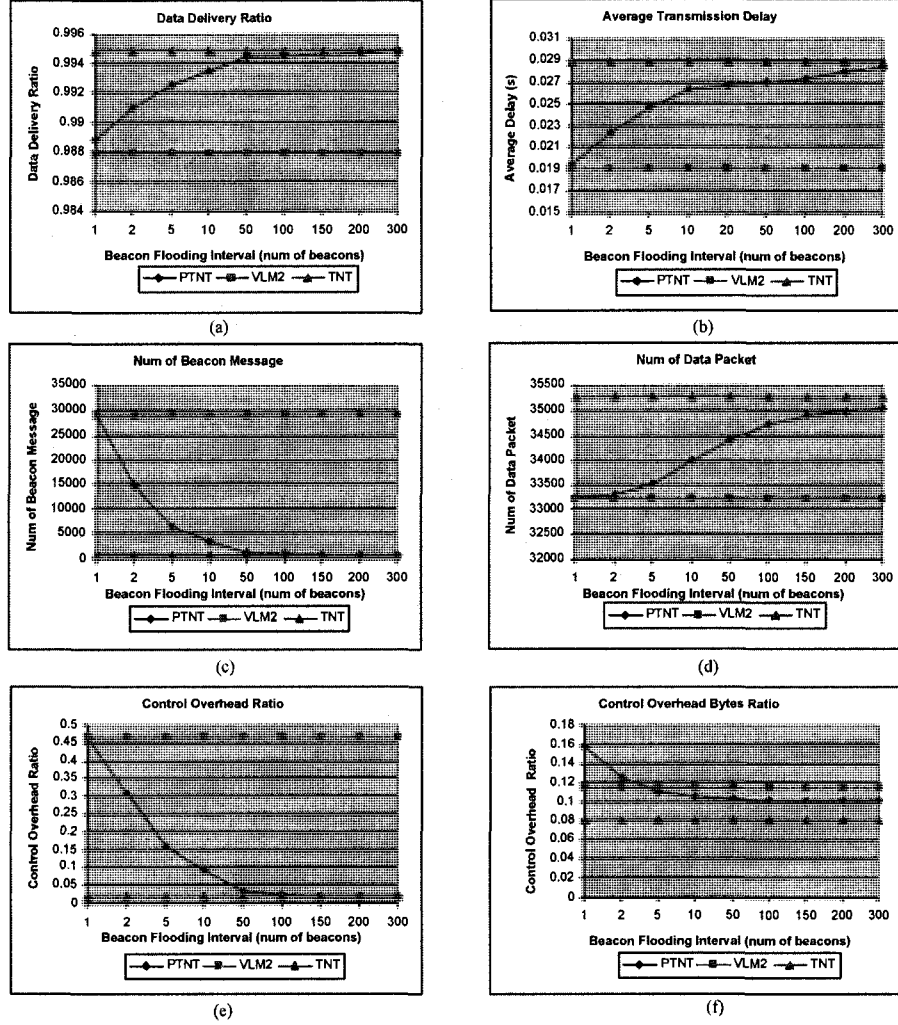 Data Delivery Ratio
Data Delivery Ratio
0.996
0.994
0.992
0.99
0.988
0.986
0.984
1 2 5 10 50 100 150 200 300
Beacon Flooding Interval (num of beacons)
PTNT VLM2 TNT
(a)
Average Transmission Delay
Average Delay (s)
0.031
0.029
0.027
0.025
0.023
0.021
0.019
0.017
0.015
1 2 5 10 20 50 100 200 300
Beacon Flooding Interval (num of beacons)
PTNT VLM2 TNT
(b)
Num of Beacon Message
Num of Beacon Message
35000
30000
25000
20000
15000
10000
5000
0
1 2 5 10 50 100 150 200 300
Beacon Flooding Interval (num of beacons)
PTNT VLM2 TNT
(c)
Num of Data Packet
Num of Data Packet
35500
35000
34500
34000
33500
33000
32500
32000
1 2 5 10 50 100 150 200 300
Beacon Flooding Interval (num of beacons)
PTNT VLM2 TNT
(d)
Control Overhead Ratio
Control Overhead Ratio
0.5
0.45
0.4
0.35
0.3
0.25
0.2
0.15
0.1
0.05
0
1 2 5 10 50 100 150 200 300
Beacon Flooding Interval (num of beacons)
PTNT VLM2 TNT
(e)
Control Overhead Bytes Ratio
Control Overhead Ratio
0.18
0.16
0.14
0.12
0.1
0.08
0.06
0.04
0.02
0
1 2 5 10 50 100 150 200 300
Beacon Flooding Interval (num of beacons)
PTNT VLM2 TNT
(f)